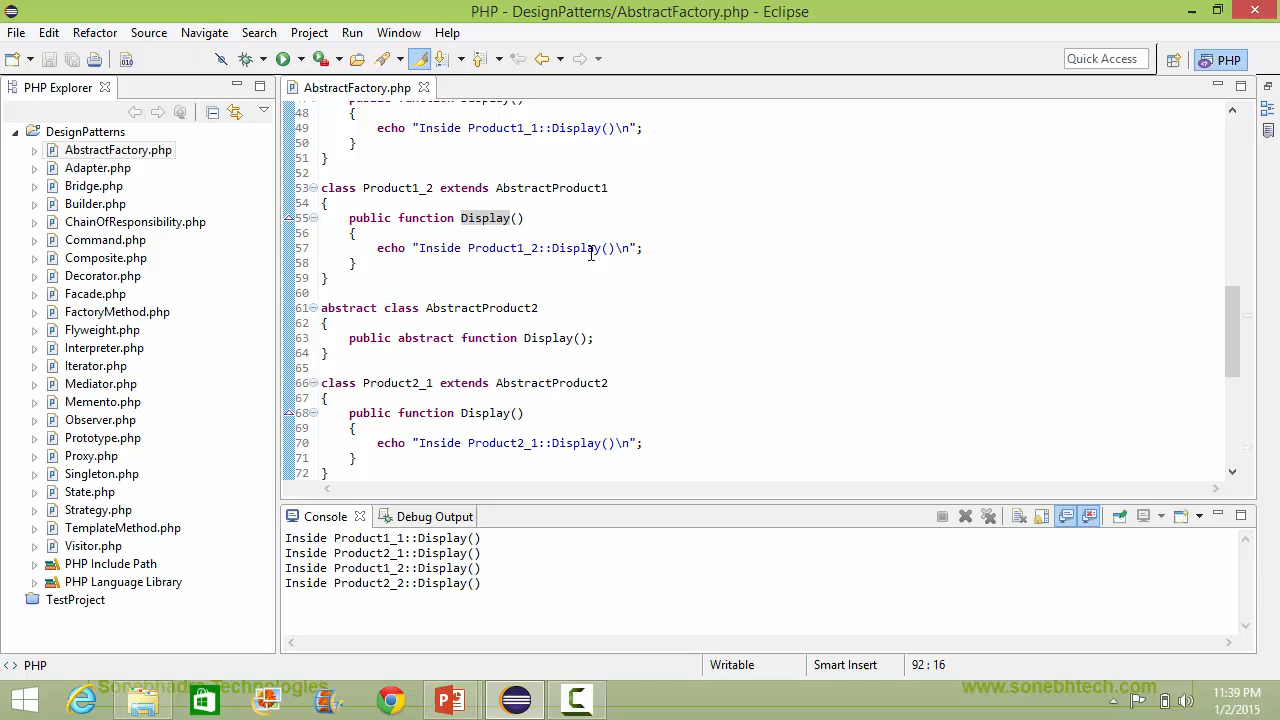 PHP - DesignPatterns/AbstractFactory.php - Eclipse
File Edit Refactor Source Navigate Search Project Run Window Help
Quick Access PHP
PHP Explorer
AbstractFactory.php
DesignPatterns
AbstractFactory.php
Adapter.php
Bridge.php
Builder.php
ChainOfResponsibility.php
Command.php
Composite.php
Decorator.php
Facade.php
FactoryMethod.php
Flyweight.php
Interpreter.php
Iterator.php
Mediator.php
Memento.php
Observer.php
Prototype.php
Proxy.php
Singleton.php
State.php
Strategy.php
TemplateMethod.php
Visitor.php
PHP Include Path
PHP Language Library
TestProject
public function Display()
48 {
49 echo "Inside Product1_1::Display()\n";
50 }
51 }
52
53 class Product1_2 extends AbstractProduct1
54 {
55 public function Display()
56 {
57 echo "Inside Product1_2::Display()\n";
58 }
59 }
60
61 abstract class AbstractProduct2
62 {
63 public abstract function Display();
64 }
65
66 class Product2_1 extends AbstractProduct2
67 {
68 public function Display()
69 {
70 echo "Inside Product2_1::Display()\n";
71 }
72 }
Console Debug Output
Inside Product1_1::Display()
Inside Product2_1::Display()
Inside Product1_2::Display()
Inside Product2_2::Display()
PHP Writable Smart Insert 92 : 16
Sonebhadra Technologies
www.sonebhtech.com
11:39 PM
1/2/2015